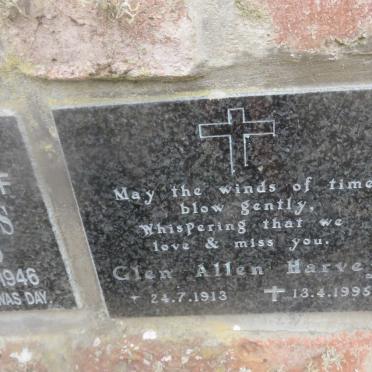 May the winds of time
blow gently,
Whispering that we
love & miss you.
Glen Allen Harvey
24.7.1913 13.4.1995
1946
WAS DAY.